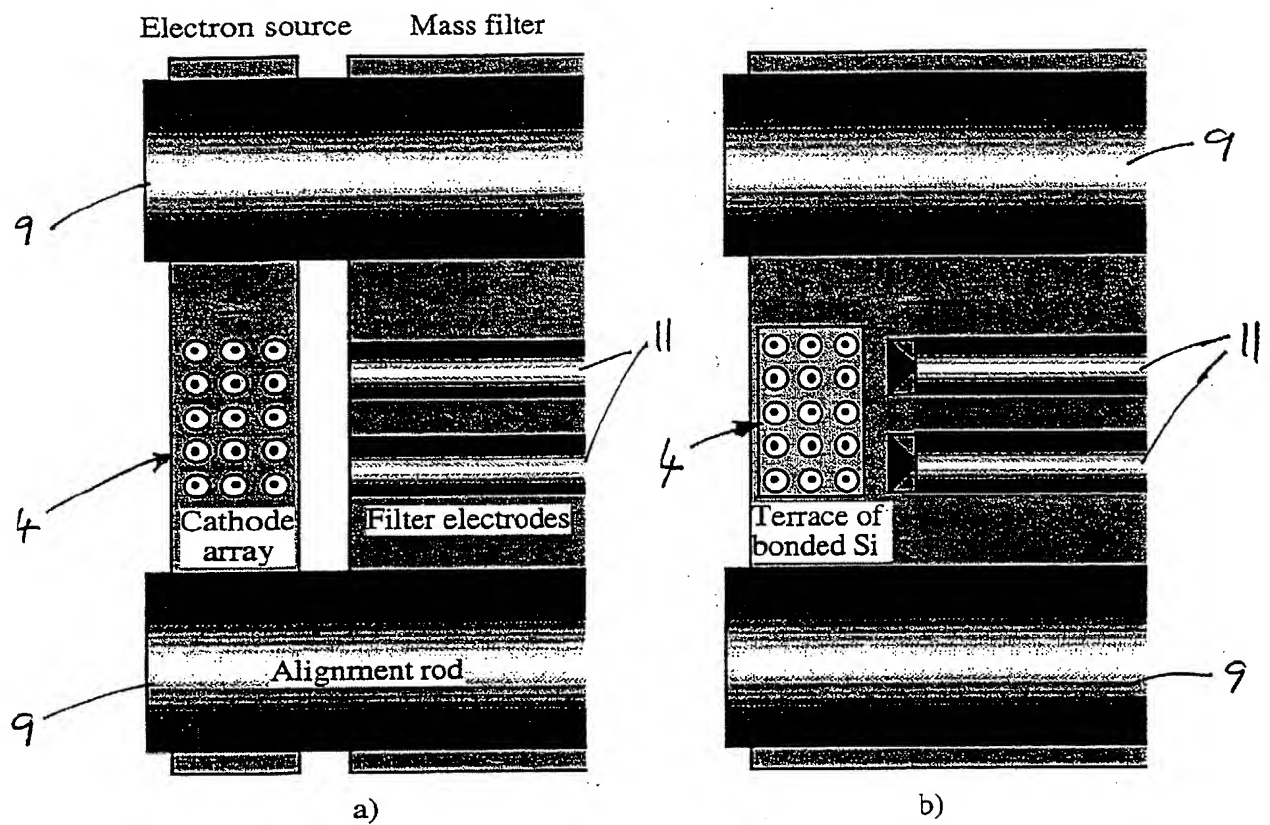 Electron source Mass filter
9
9
4
11
4
11
Cathode
array
Filter electrodes
Terrace of
bonded Si
Alignment rod
9
9
a)
b)